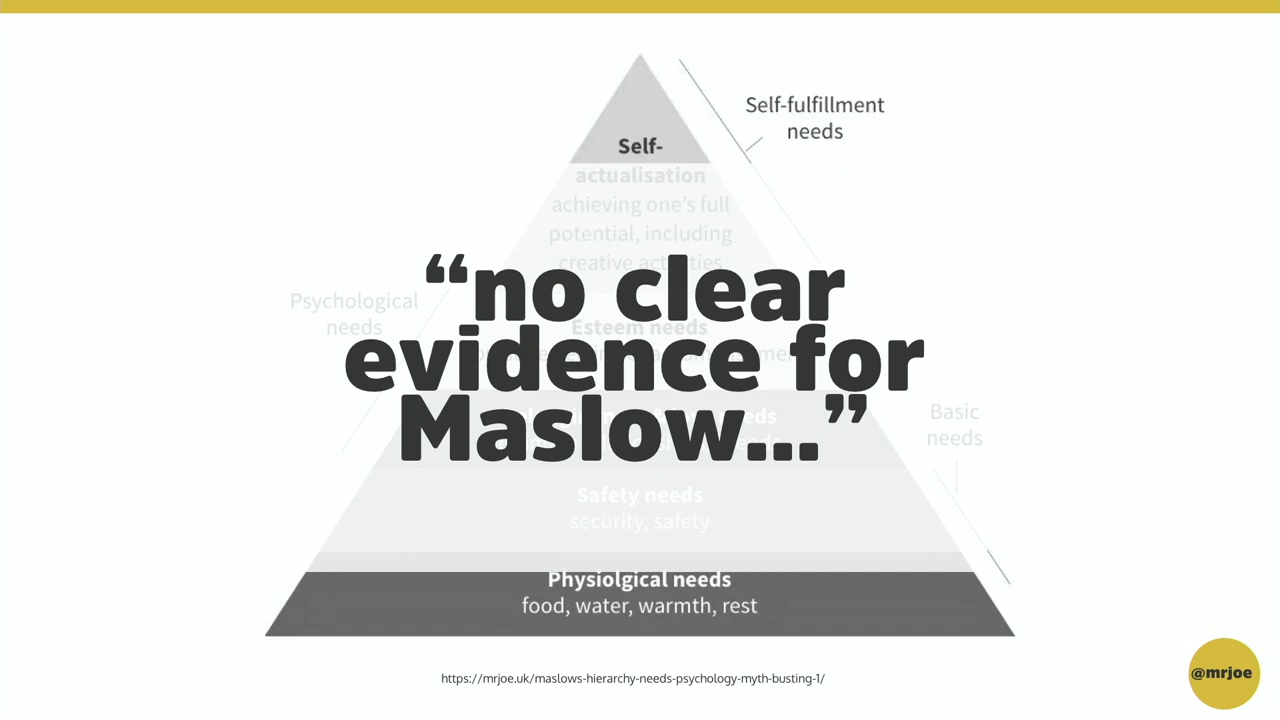 Self-fulfillment
needs
Self-
actualisation
achieving one's full
potential, including
creative
Psychological
needs
Esteem needs
“no clear
evidence for
Maslow...”
Basic
needs
Safety needs
security, safety
Physiolgical needs
food, water, warmth, rest
https://mrjoe.uk/maslows-hierarchy-needs-psychology-myth-busting-1/
@mrjoe